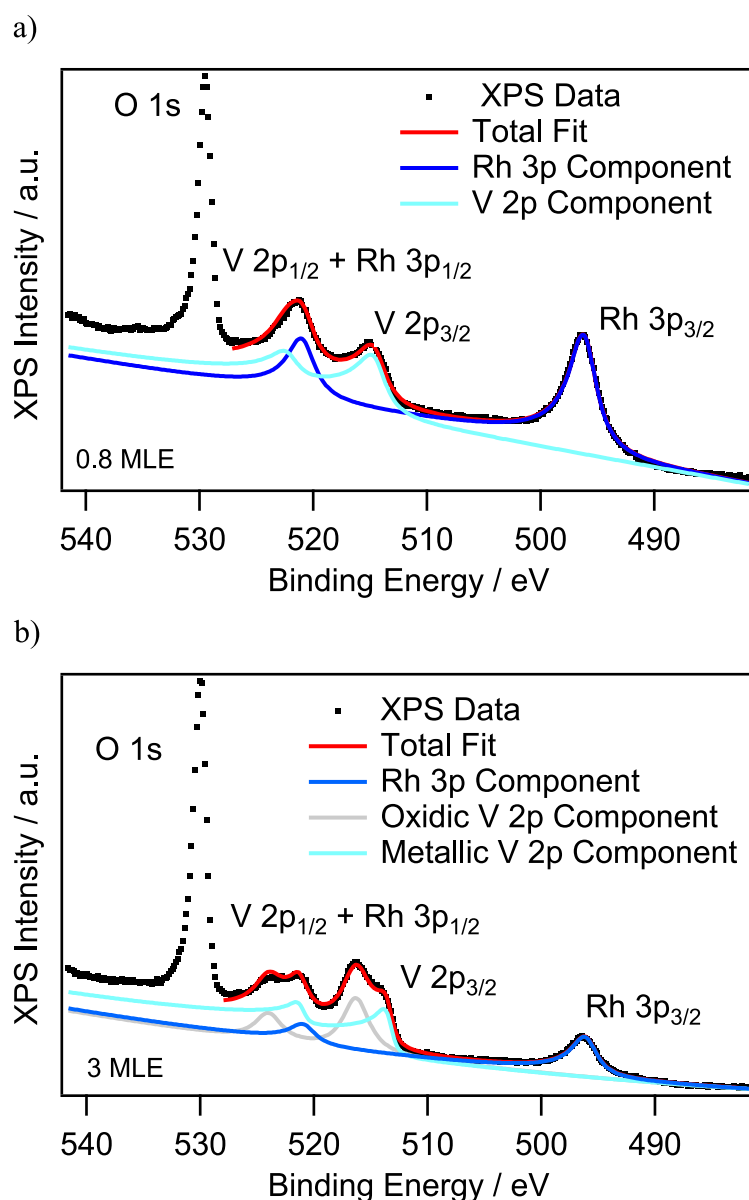 a)
O 1s
XPS Data
Total Fit
Rh 3p Component
V 2p Component
V 2p1/2 + Rh 3p1/2
V 2p3/2
Rh 3p3/2
XPS Intensity / a.u.
0.8 MLE
540 530 520 510 500 490
Binding Energy / eV
b)
O 1s
XPS Data
Total Fit
Rh 3p Component
Oxidic V 2p Component
Metallic V 2p Component
V 2p1/2 + Rh 3p1/2
V 2p3/2
Rh 3p3/2
XPS Intensity / a.u.
3 MLE
540 530 520 510 500 490
Binding Energy / eV